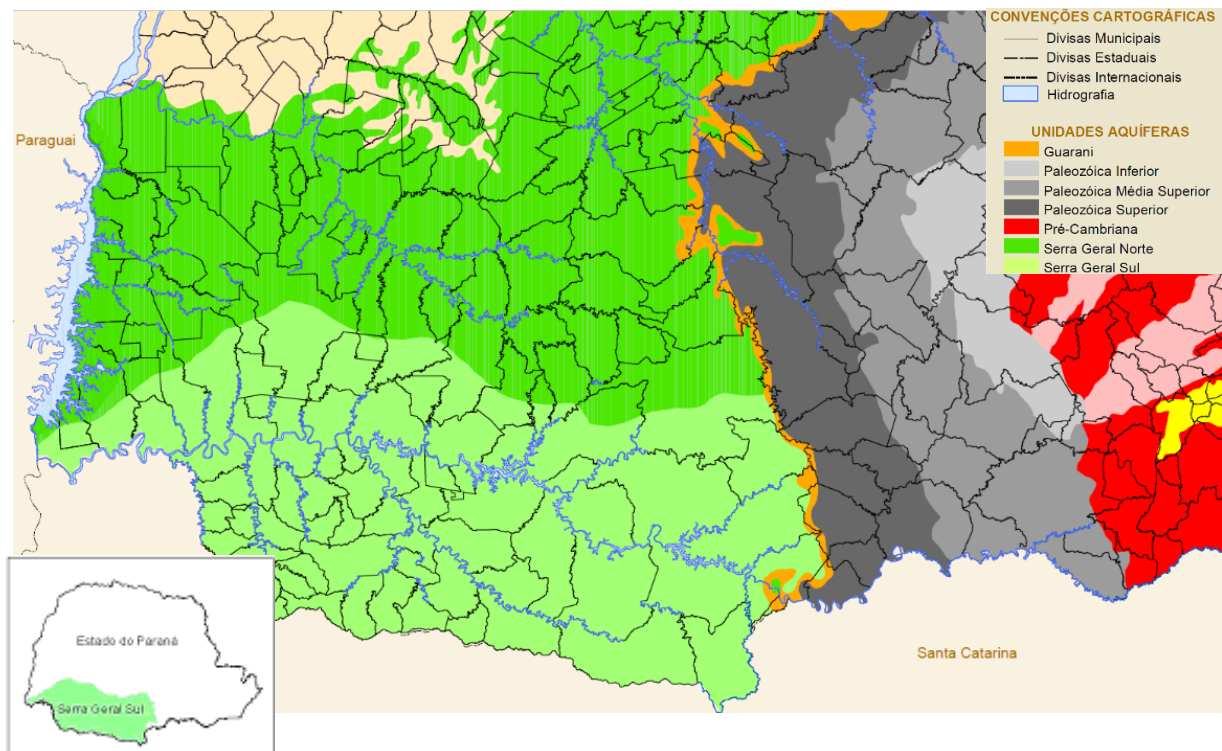 CONVENÇÕES CARTOGRÁFICAS
Divisas Municipais
Divisas Estaduais
Divisas Internacionais
Hidrografia
UNIDADES AQUÍFERAS
Guarani
Paleozóica Inferior
Paleozóica Média Superior
Paleozóica Superior
Pré-Cambriana
Serra Geral Norte
Serra Geral Sul
Paraguai
Santa Catarina
Estado do Paraná
Serra Geral Sul